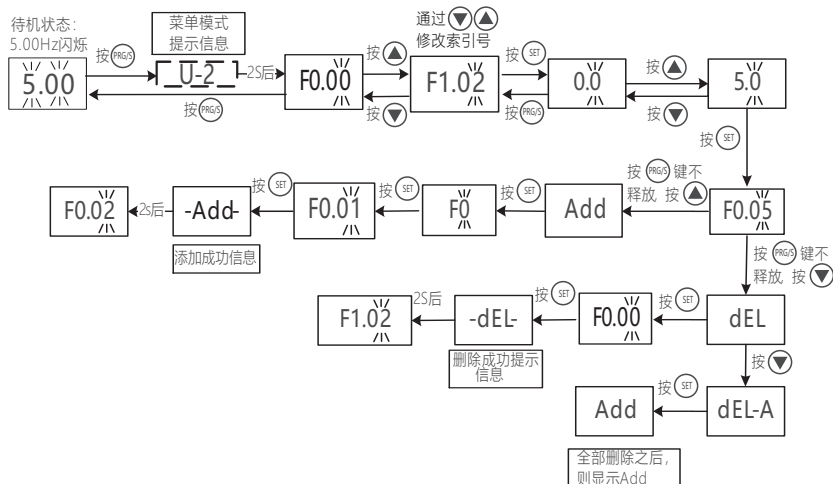 待机状态:
5.00Hz闪烁
5.00
按 PRG/S
菜单模式
提示信息
U-2
2S后
F0.00
按▲
按▼
按 PRG/S
通过▼▲
修改索引号
F1.02
按 SET
按 PRG/S
0.0
按▲
按▼
5.0
按 SET
F0.05
按 PRG/S 键不
释放, 按▲
Add
按 SET
F0
按 SET
F0.01
按 SET
-Add-
添加成功信息
2s后
F0.02
按 PRG/S 键不
释放, 按▼
dEL
按 SET
F0.00
按 SET
-dEL-
删除成功提示
信息
2S后
F1.02
按▼
dEL-A
按 SET
Add
全部删除之后,
则显示Add